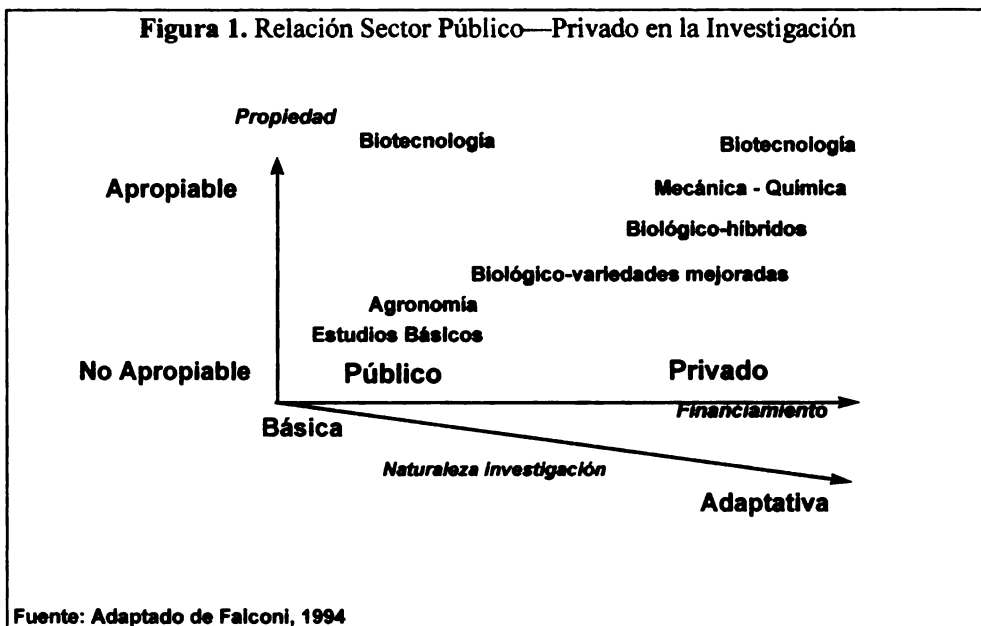 Figura 1. Relación Sector Público—Privado en la Investigación
Propiedad
Biotecnología
Biotecnología
Apropiable
Mecánica - Química
Biológico-híbridos
Biológico-variedades mejoradas
Agronomía
Estudios Básicos
No Apropiable
Público
Privado
Financiamiento
Básica
Naturaleza investigación
Adaptativa
Fuente: Adaptado de Falconi, 1994